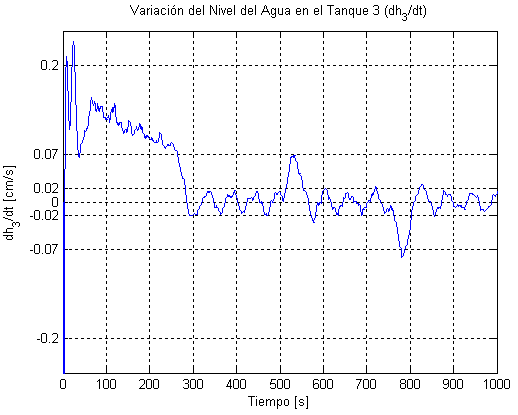 Variación del Nivel del Agua en el Tanque 3 (dh3/dt)
0.2
0.07
0.02
0
-0.02
-0.07
-0.2
dh3/dt [cm/s]
0 100 200 300 400 500 600 700 800 900 1000
Tiempo [s]